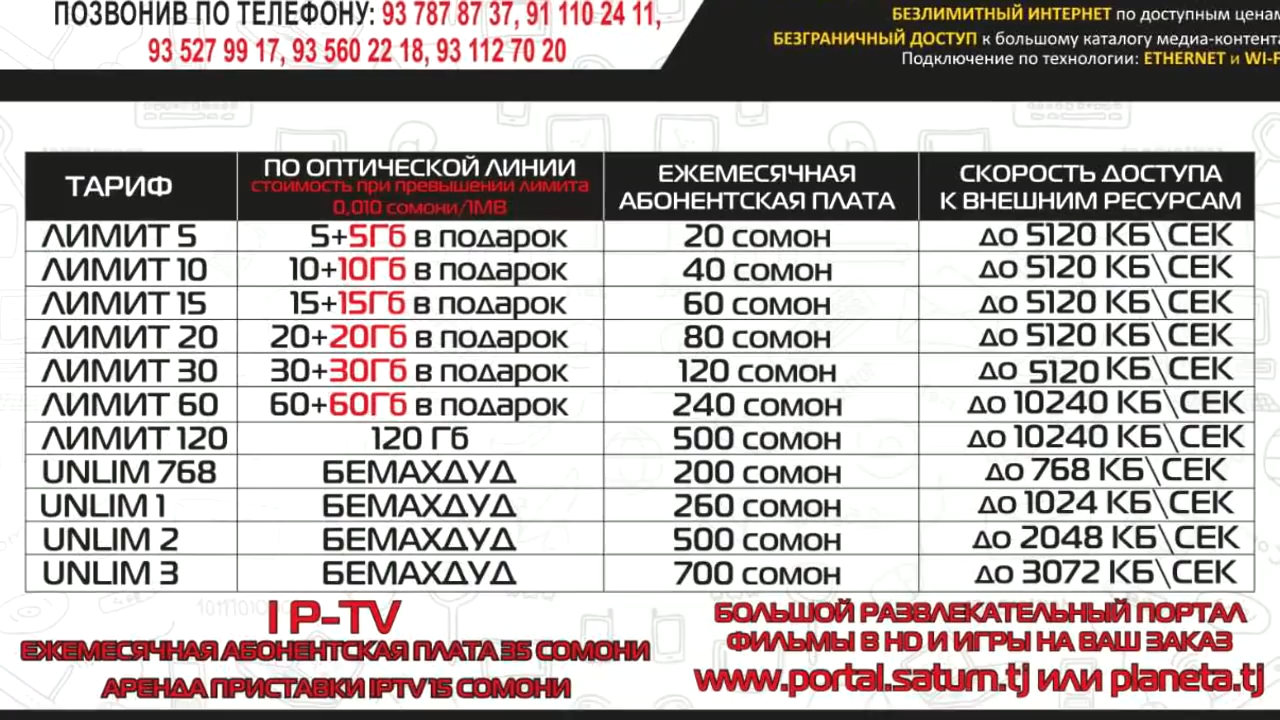 ПОЗВОНИВ ПО ТЕЛЕФОНУ: 93 787 87 37, 91 110 24 11,
93 527 99 17, 93 560 22 18, 93 112 70 20
БЕЗЛИМИТНЫЙ ИНТЕРНЕТ по доступным ценам
БЕЗГРАНИЧНЫЙ ДОСТУП к большому каталогу медиа-контента
Подключение по технологии: ETHERNET и WI-F
ТАРИФ
ПО ОПТИЧЕСКОЙ ЛИНИИ
стоимость при превышении лимита
0,010 сомони/1МВ
ЕЖЕМЕСЯЧНАЯ
АБОНЕНТСКАЯ ПЛАТА
СКОРОСТЬ ДОСТУПА
К ВНЕШНИМ РЕСУРСАМ
ЛИМИТ 5 5+5Гб в подарок 20 сомон до 5120 КБ\СЕК
ЛИМИТ 10 10+10Гб в подарок 40 сомон до 5120 КБ\СЕК
ЛИМИТ 15 15+15Гб в подарок 60 сомон до 5120 КБ\СЕК
ЛИМИТ 20 20+20Гб в подарок 80 сомон до 5120 КБ\СЕК
ЛИМИТ 30 30+30Гб в подарок 120 сомон до 5120 КБ\СЕК
ЛИМИТ 60 60+60Гб в подарок 240 сомон до 10240 КБ\СЕК
ЛИМИТ 120 120 Гб 500 сомон до 10240 КБ\СЕК
UNLIM 768 БЕМАХДУД 200 сомон до 768 КБ\СЕК
UNLIM 1 БЕМАХДУД 260 сомон до 1024 КБ\СЕК
UNLIM 2 БЕМАХДУД 500 сомон до 2048 КБ\СЕК
UNLIM 3 БЕМАХДУД 700 сомон до 3072 КБ\СЕК
IP-TV
ЕЖЕМЕСЯЧНАЯ АБОНЕНТСКАЯ ПЛАТА 35 СОМОНИ
АРЕНДА ПРИСТАВКИ IPTV 15 СОМОНИ
БОЛЬШОЙ РАЗВЛЕКАТЕЛЬНЫЙ ПОРТАЛ
ФИЛЬМЫ В HD И ИГРЫ НА ВАШ ЗАКАЗ
www.portal.saturn.tj или planeta.tj